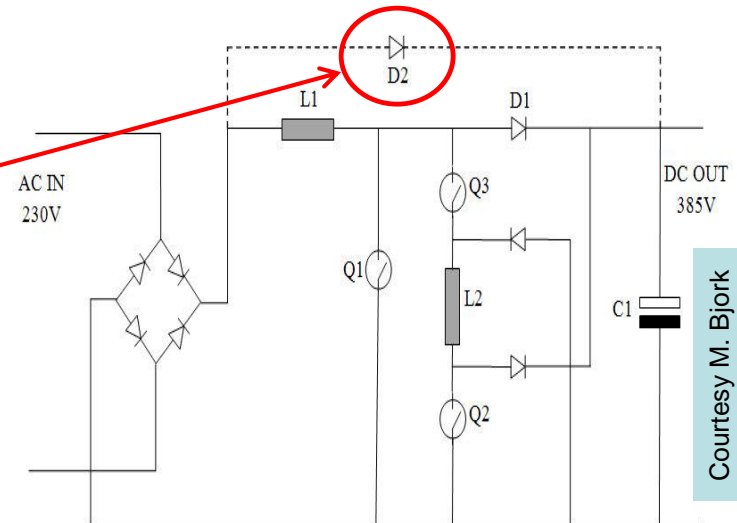 D2
L1
D1
AC IN
230V
Q3
DC OUT
385V
Q1
L2
C1
Q2
Courtesy M. Bjork